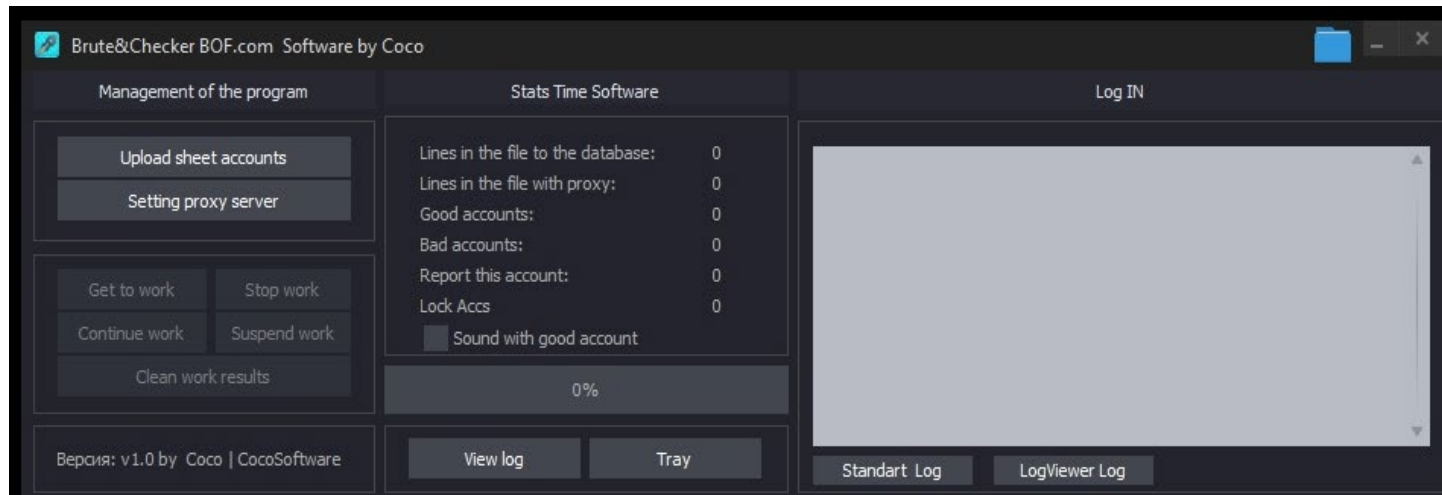 Brute&Checker BOF.com Software by Coco
Management of the program
Upload sheet accounts
Setting proxy server
Get to work
Stop work
Continue work
Suspend work
Clean work results
Версия: v1.0 by Coco | CocoSoftware
Stats Time Software
Lines in the file to the database: 0
Lines in the file with proxy: 0
Good accounts: 0
Bad accounts: 0
Report this account: 0
Lock Accs 0
Sound with good account
0%
View log
Tray
Log IN
Standart Log
LogViewer Log